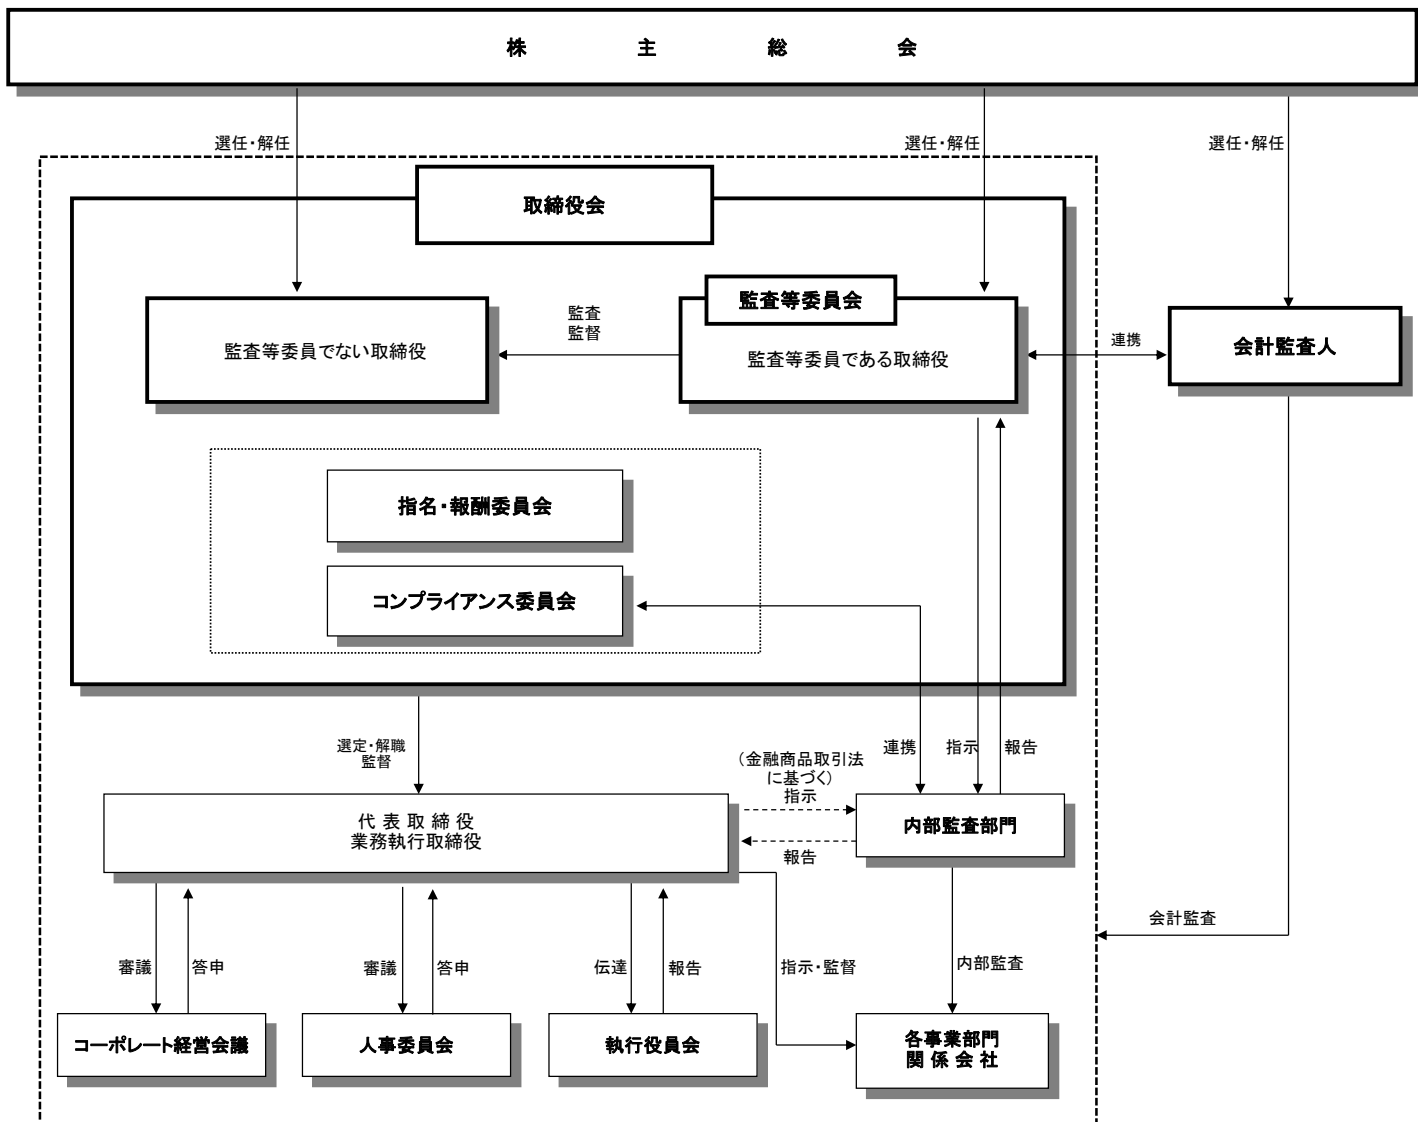 株主総会
選任・解任
選任・解任
選任・解任
取締役会
監査等委員会
監査
監督
監査等委員でない取締役
監査等委員である取締役
連携
会計監査人
指名・報酬委員会
コンプライアンス委員会
選定・解職
監督
(金融商品取引法
に基づく)
指示
連携
指示
報告
代表取締役
業務執行取締役
内部監査部門
報告
会計監査
審議
答申
審議
答申
伝達
報告
指示・監督
内部監査
コーポレート経営会議
人事委員会
執行役員会
各事業部門
関係会社